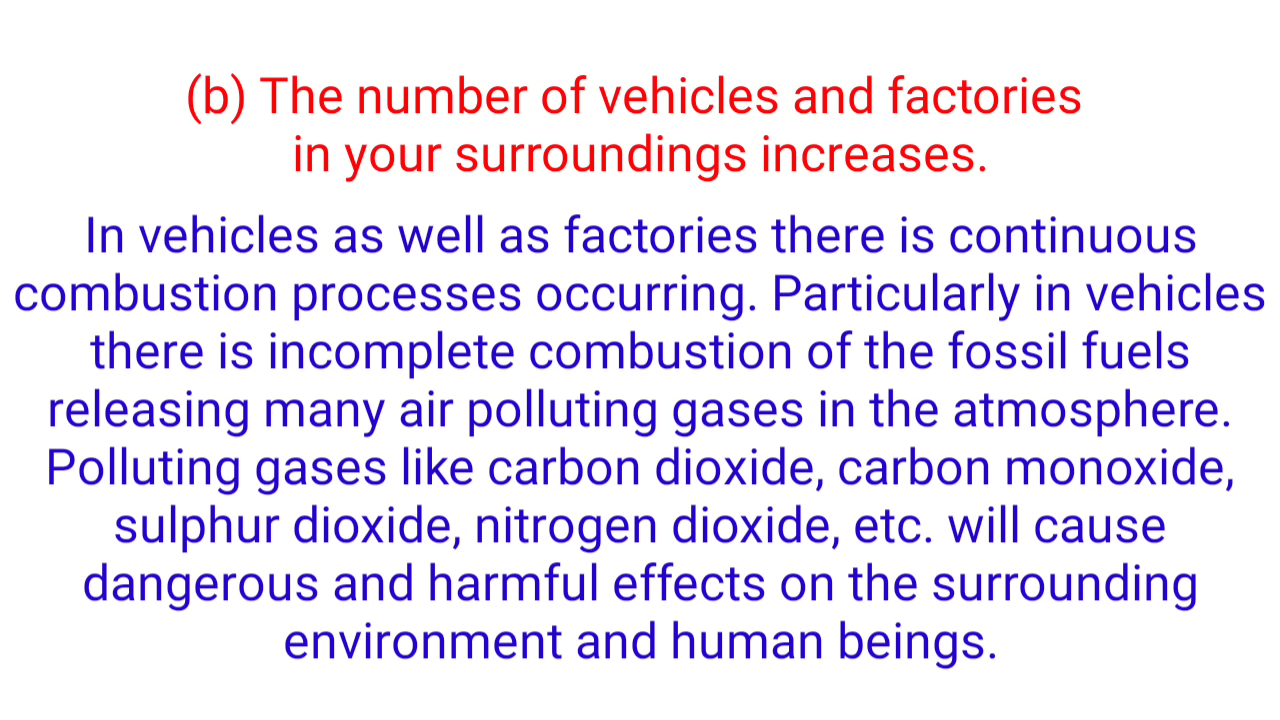 (b) The number of vehicles and factories
in your surroundings increases.
In vehicles as well as factories there is continuous
combustion processes occurring. Particularly in vehicles
there is incomplete combustion of the fossil fuels
releasing many air polluting gases in the atmosphere.
Polluting gases like carbon dioxide, carbon monoxide,
sulphur dioxide, nitrogen dioxide, etc. will cause
dangerous and harmful effects on the surrounding
environment and human beings.